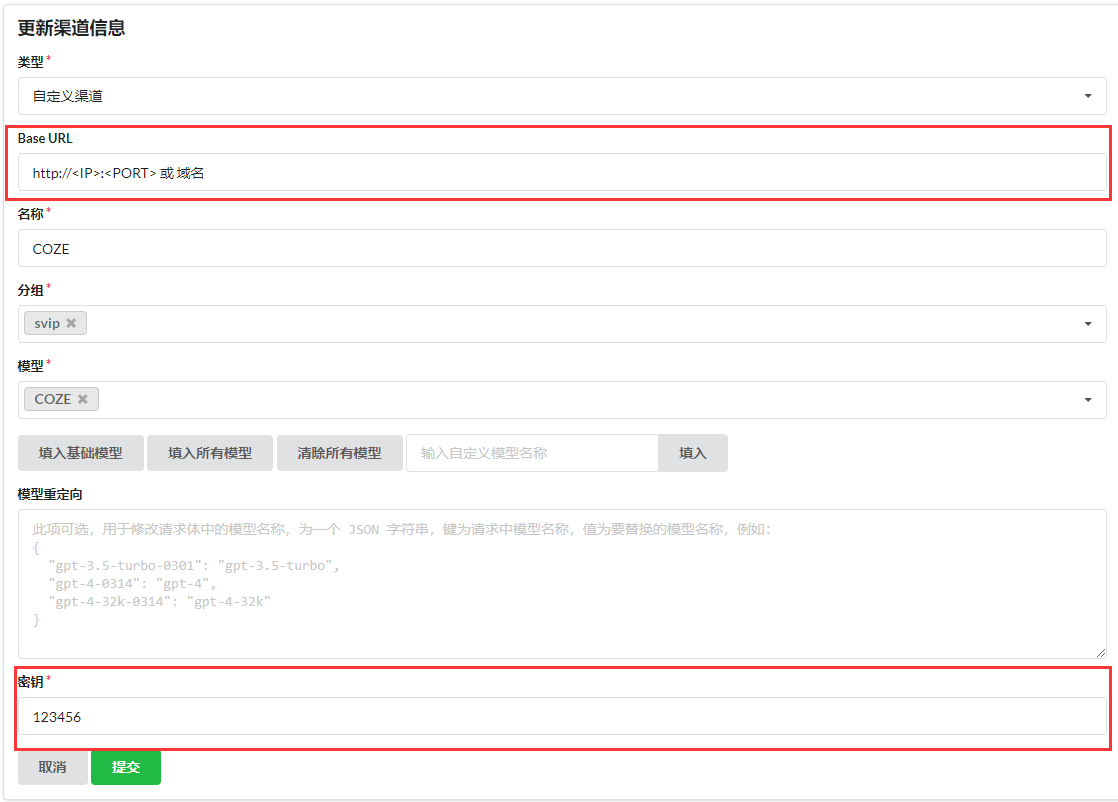 更新渠道信息
类型*
自定义渠道
Base URL
http://<IP>:<PORT> 或 域名
名称*
COZE
分组*
svip
模型*
COZE
填入基础模型 填入所有模型 清除所有模型 输入自定义模型名称 填入
模型重定向
此项可选，用于修改请求体中的模型名称，为一个 JSON 字符串，键为请求中模型名称，值为要替换的模型名称，例如：
{
"gpt-3.5-turbo-0301": "gpt-3.5-turbo",
"gpt-4-0314": "gpt-4",
"gpt-4-32k-0314": "gpt-4-32k"
}
密钥*
123456
取消 提交